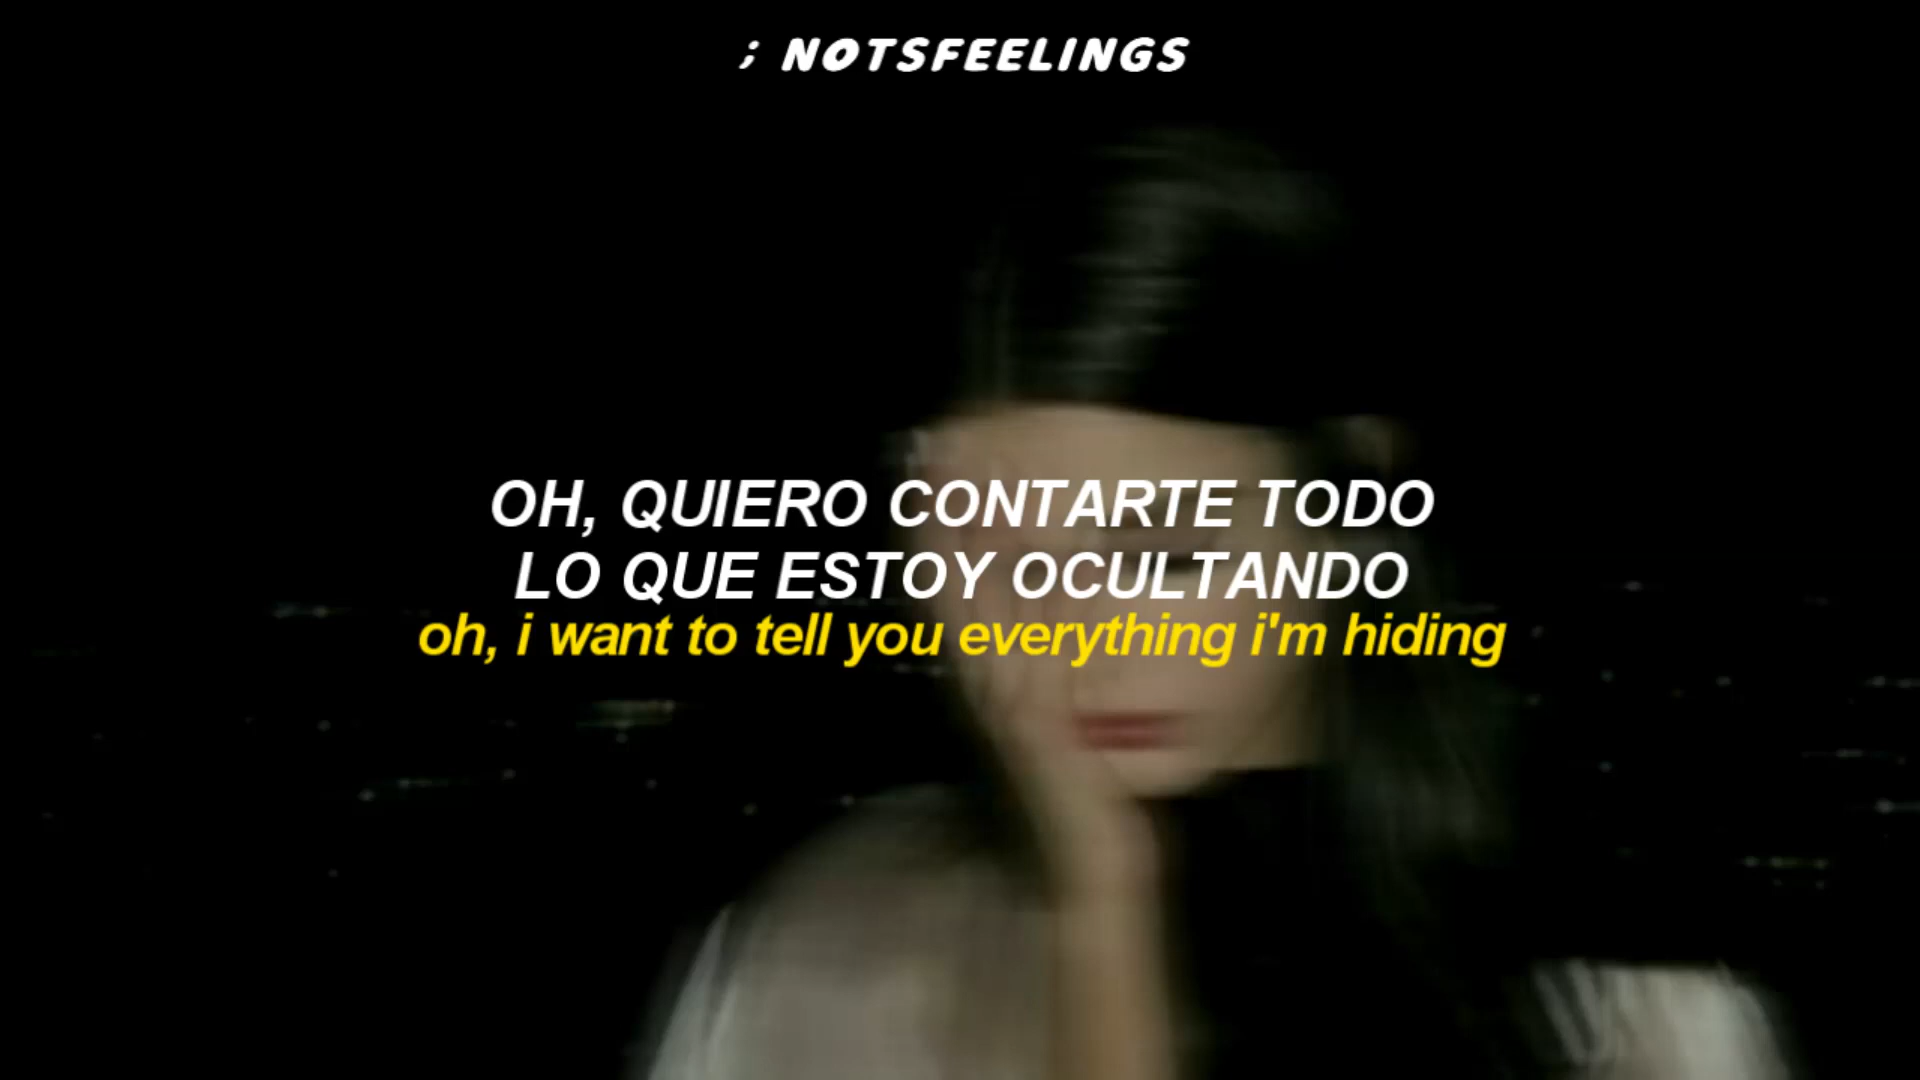 ; NOTSFEELINGS
OH, QUIERO CONTARTE TODO
LO QUE ESTOY OCULTANDO
oh, i want to tell you everything i'm hiding